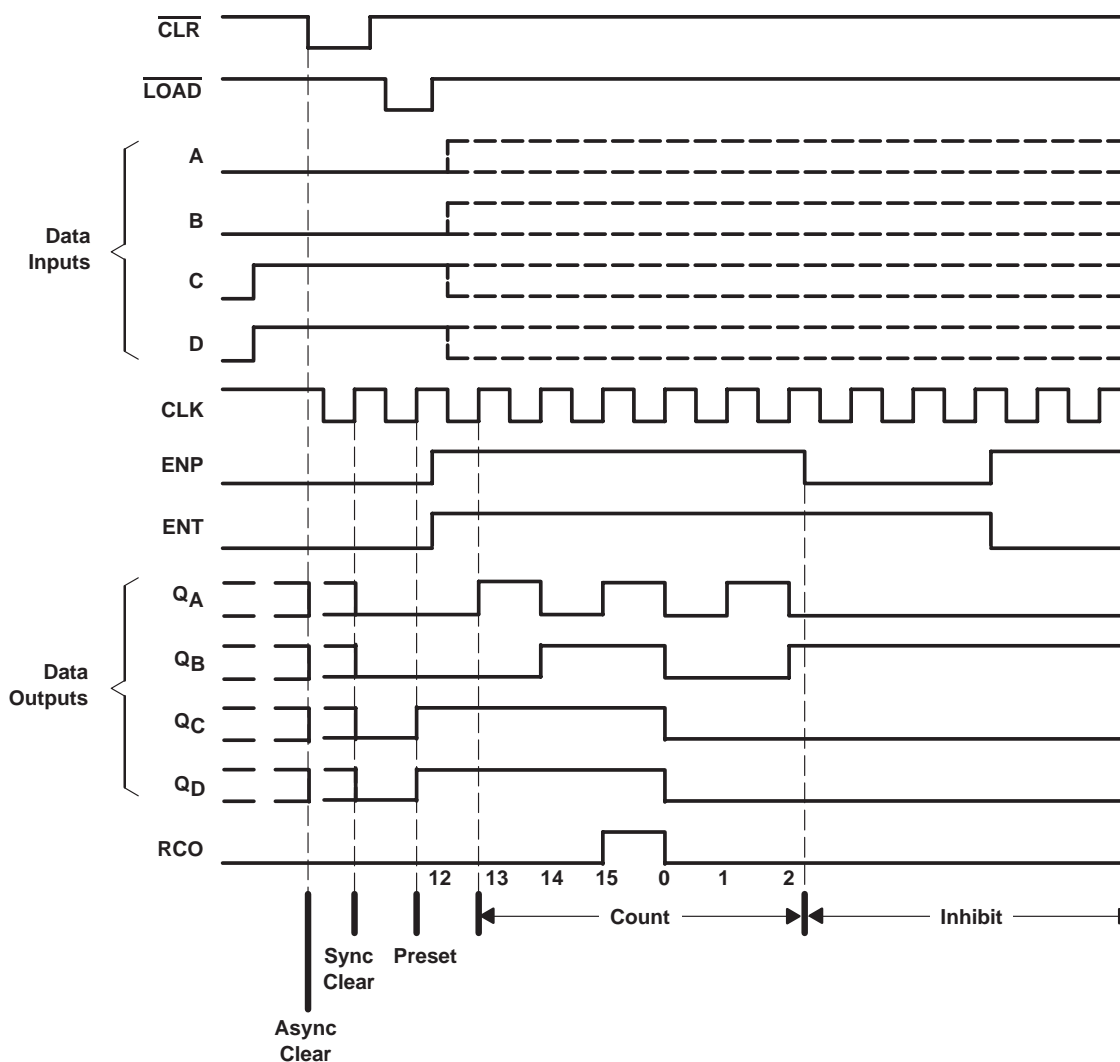 CLR
LOAD
A
B
Data
Inputs
C
D
CLK
ENP
ENT
QA
QB
Data
Outputs
QC
QD
RCO
12 13 14 15 0 1 2
Count
Inhibit
Sync
Clear
Preset
Async
Clear